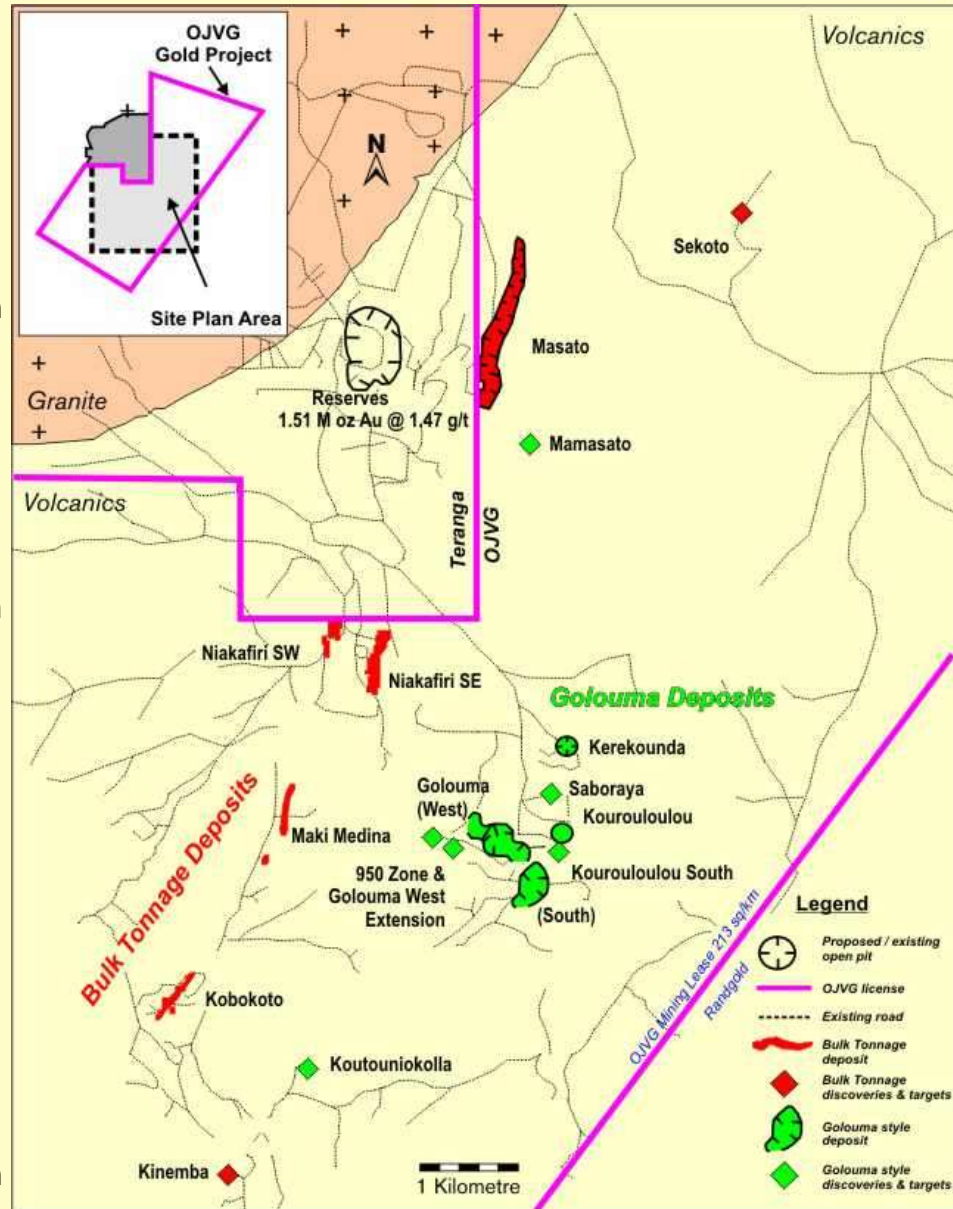 OJVG
Gold Project
Site Plan Area
N
Volcanics
Sekoto
Masato
Granite
Reserves
1.51 M oz Au @ 1.47 g/t
Mamasato
Volcanics
Teranga
OJVG
Niakafiri SW
Niakafiri SE
Golouma Deposits
Kerekounda
Saboraya
Golouma
(West)
Kourouloulou
Maki Medina
950 Zone &
Golouma West
Extension
Kourouloulou South
(South)
Bulk Tonnage Deposits
Kobokoto
Koutouniokolla
Kinemba
1 Kilometre
OJVG Mining Lease 213 sq/km
Randgold
Legend
Proposed / existing
open pit
OJVG license
Existing road
Bulk Tonnage
deposit
Bulk Tonnage
discoveries & targets
Golouma style
deposit
Golouma style
discoveries & targets